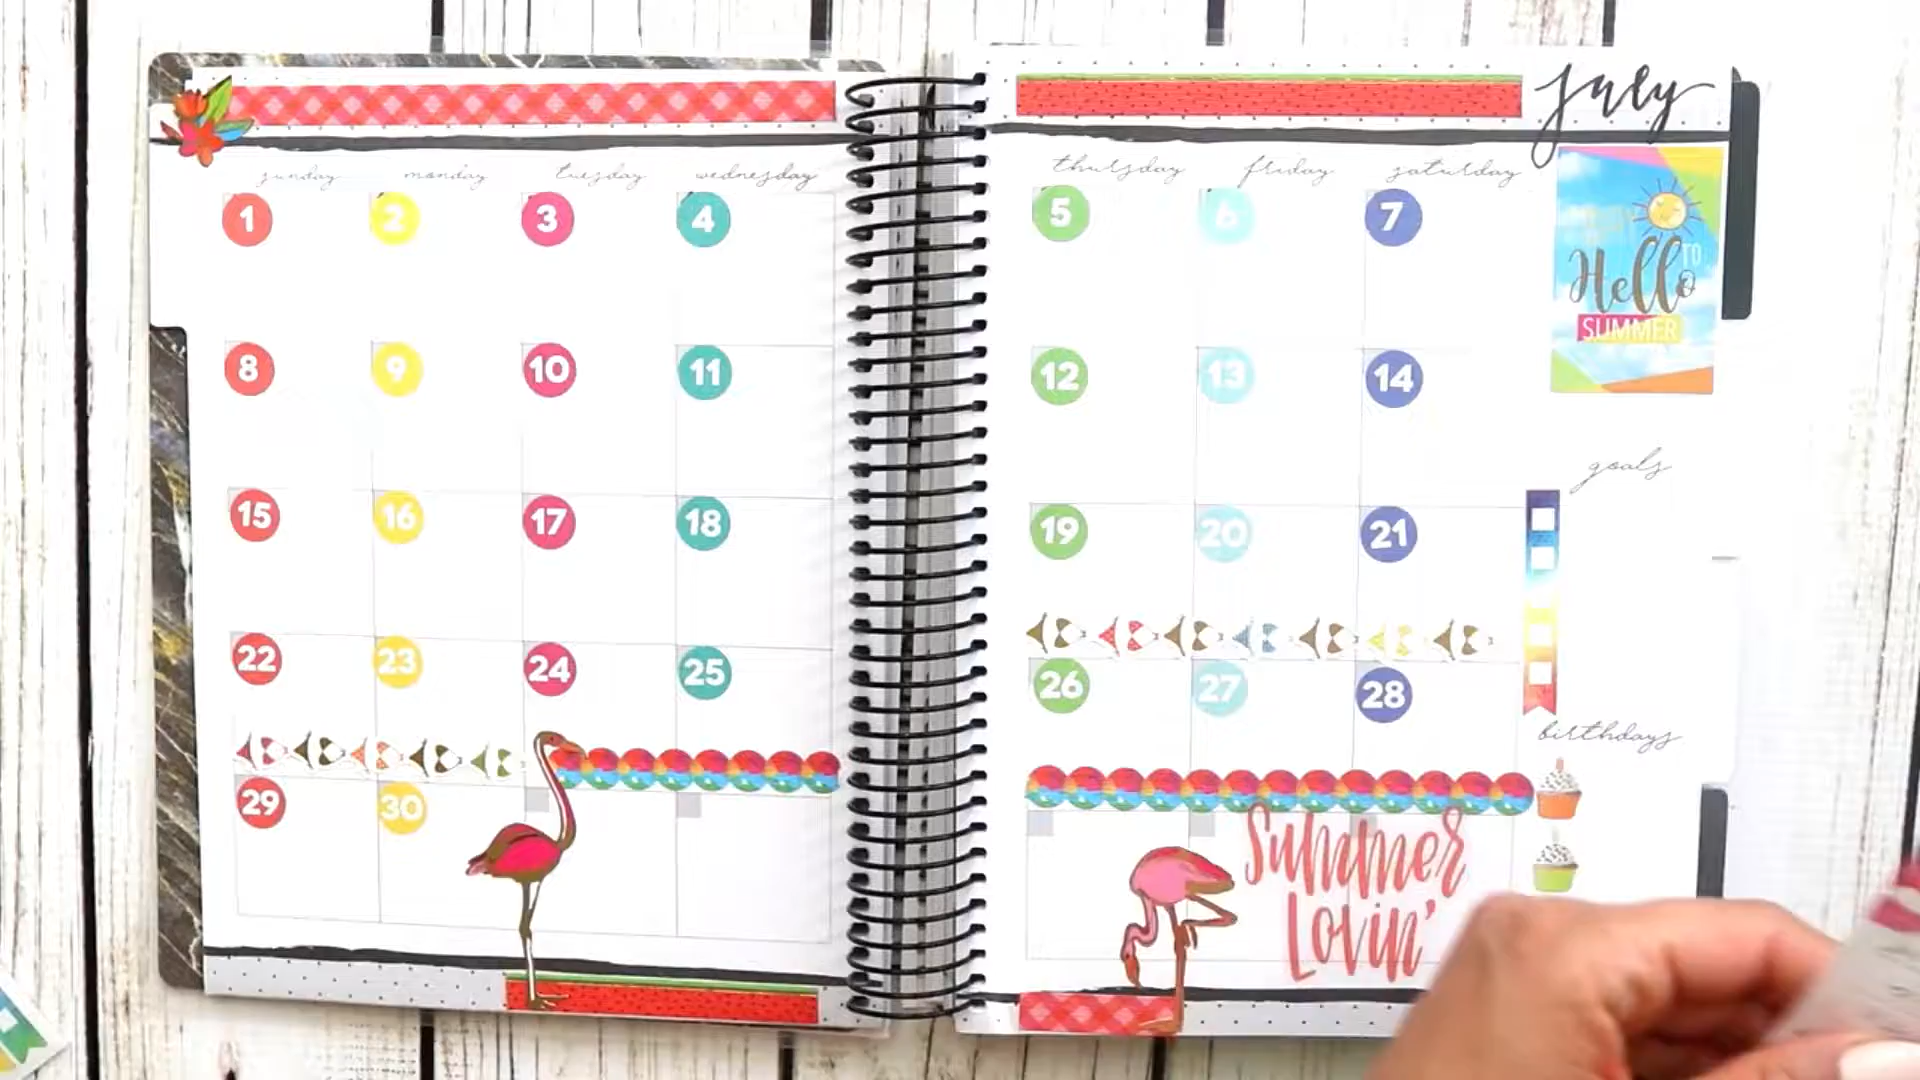 july
sunday monday tuesday wednesday thursday friday saturday
1 2 3 4 5 6 7
Hello
TO
SUMMER
8 9 10 11 12 13 14
goals
15 16 17 18 19 20 21
22 23 24 25 26 27 28
birthdays
29 30
Summer
Lovin'